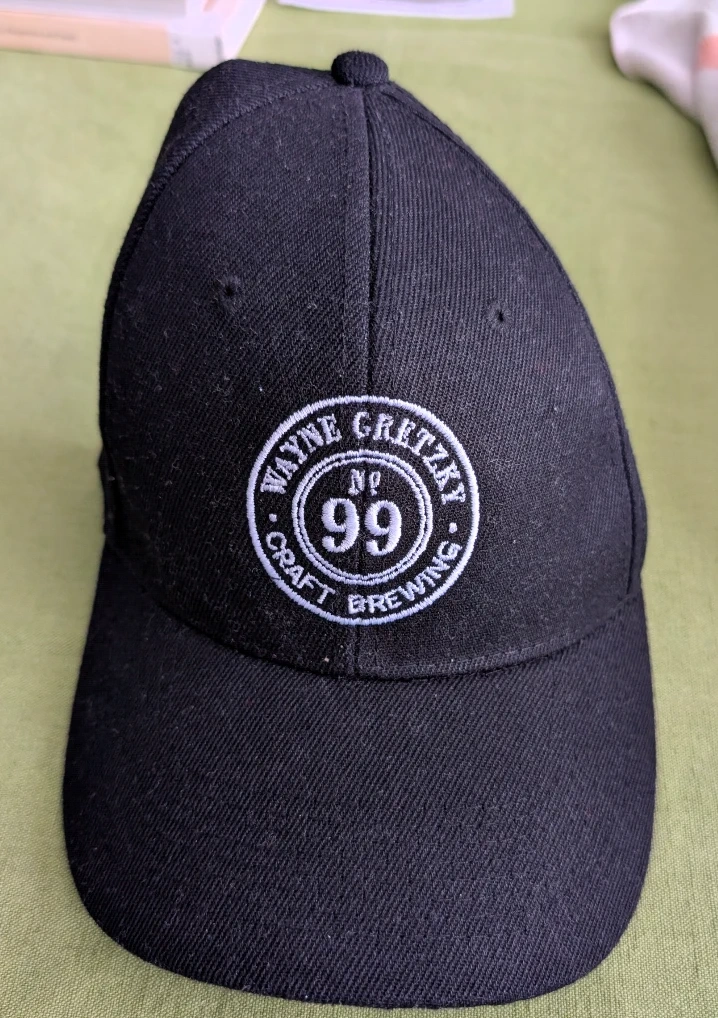 WAYNE GRETZKY
Nº
99
· CRAFT BREWING ·